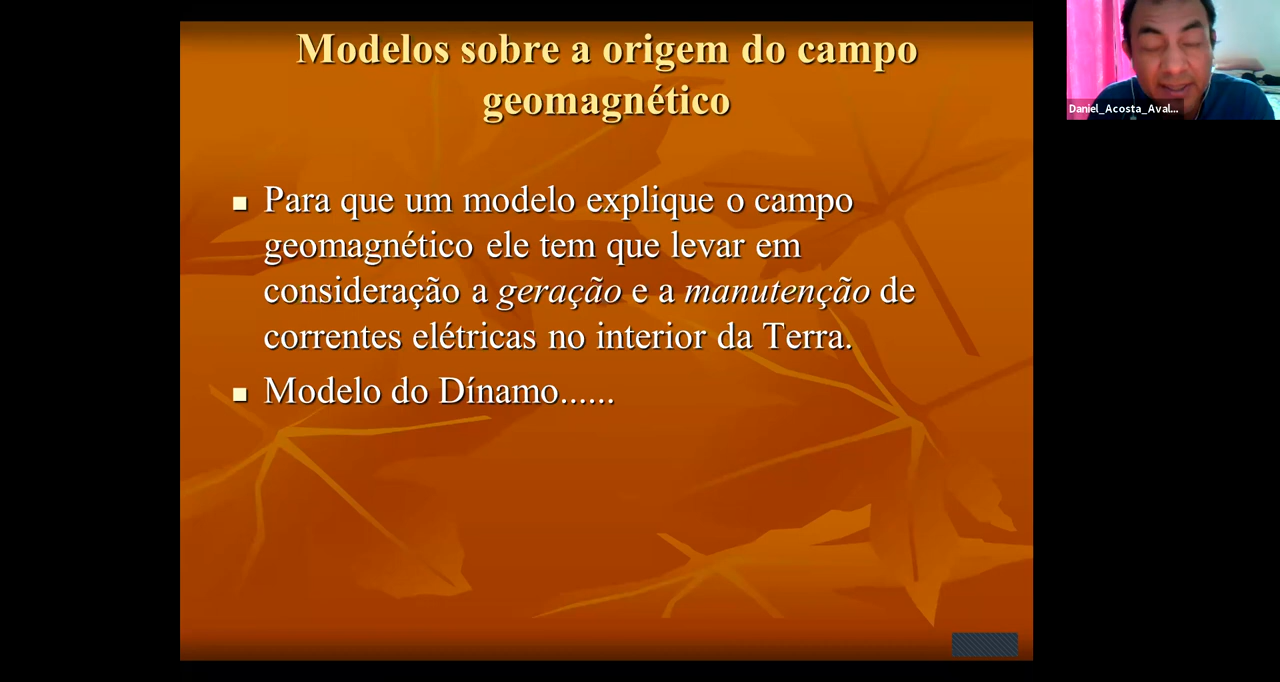 Modelos sobre a origem do campo
geomagnético
Para que um modelo explique o campo
geomagnético ele tem que levar em
consideração a geração e a manutenção de
correntes elétricas no interior da Terra.
Modelo do Dínamo......
Daniel_Acosta_Aval...